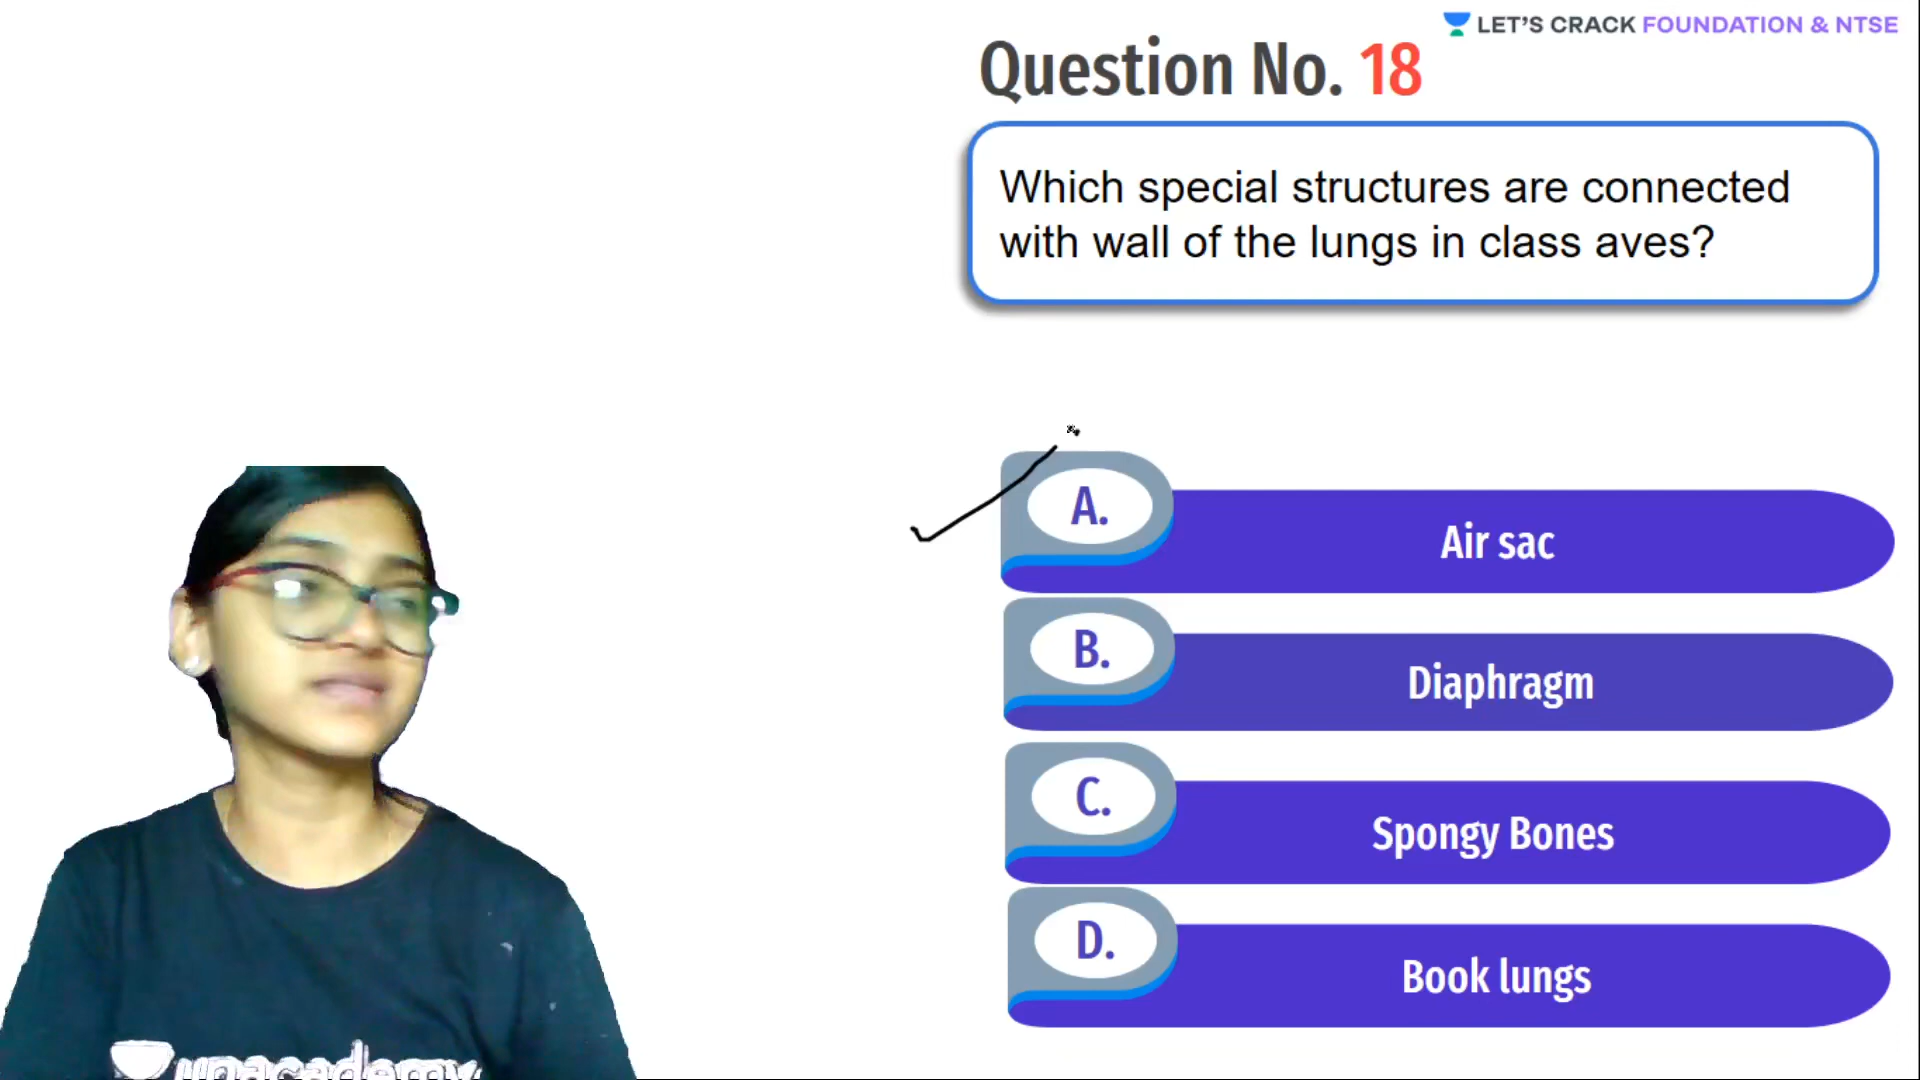 LET'S CRACK FOUNDATION & NTSE
Question No. 18
Which special structures are connected
with wall of the lungs in class aves?
A.
Air sac
B.
Diaphragm
C.
Spongy Bones
D.
Book lungs
unacademy